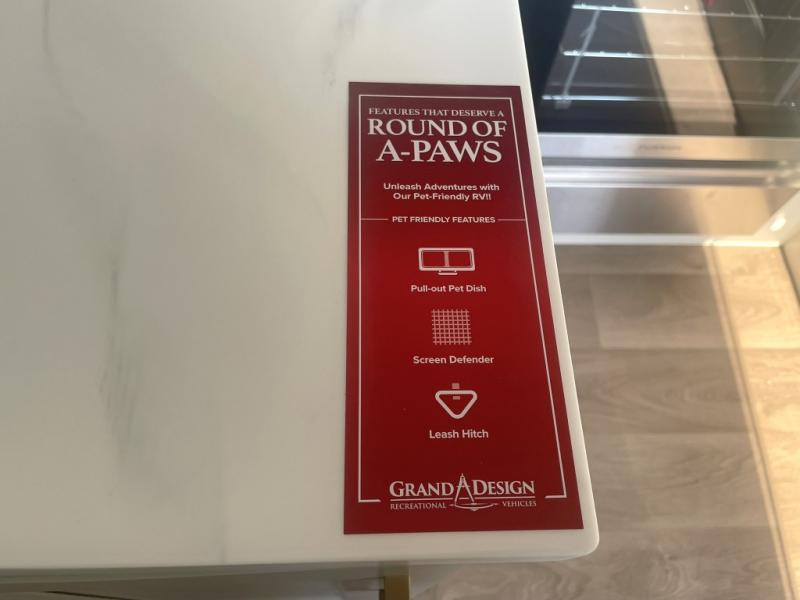 FEATURES THAT DESERVE A
ROUND OF
A-PAWS
Unleash Adventures with
Our Pet-Friendly RV!!
PET FRIENDLY FEATURES
Pull-out Pet Dish
Screen Defender
Leash Hitch
GRAND DESIGN
RECREATIONAL VEHICLES